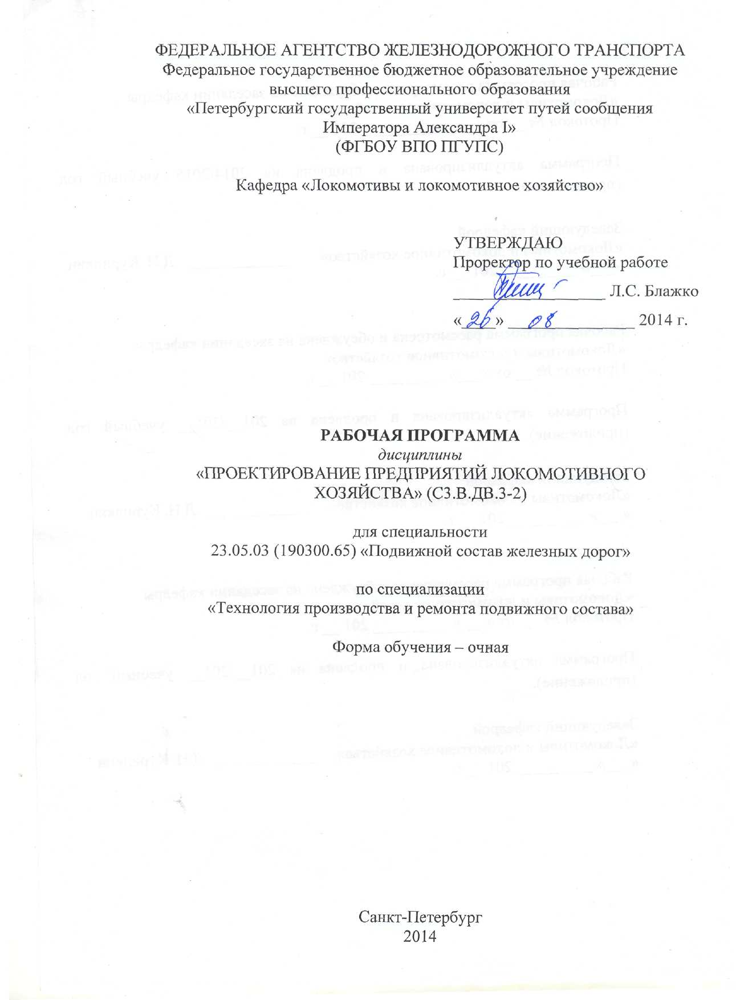 ФЕДЕРАЛЬНОЕ АГЕНТСТВО ЖЕЛЕЗНОДОРОЖНОГО ТРАНСПОРТА
Федеральное государственное бюджетное образовательное учреждение
высшего профессионального образования
«Петербургский государственный университет путей сообщения
Императора Александра I»
(ФГБОУ ВПО ПГУПС)
Кафедра «Локомотивы и локомотивное хозяйство»
УТВЕРЖДАЮ
Проректор по учебной работе
Л.С. Блажко
«26» 08 2014 г.
РАБОЧАЯ ПРОГРАММА
дисциплины
«ПРОЕКТИРОВАНИЕ ПРЕДПРИЯТИЙ ЛОКОМОТИВНОГО
ХОЗЯЙСТВА» (С3.В.ДВ.3-2)
для специальности
23.05.03 (190300.65) «Подвижной состав железных дорог»
по специализации
«Технология производства и ремонта подвижного состава»
Форма обучения – очная
Санкт-Петербург
2014